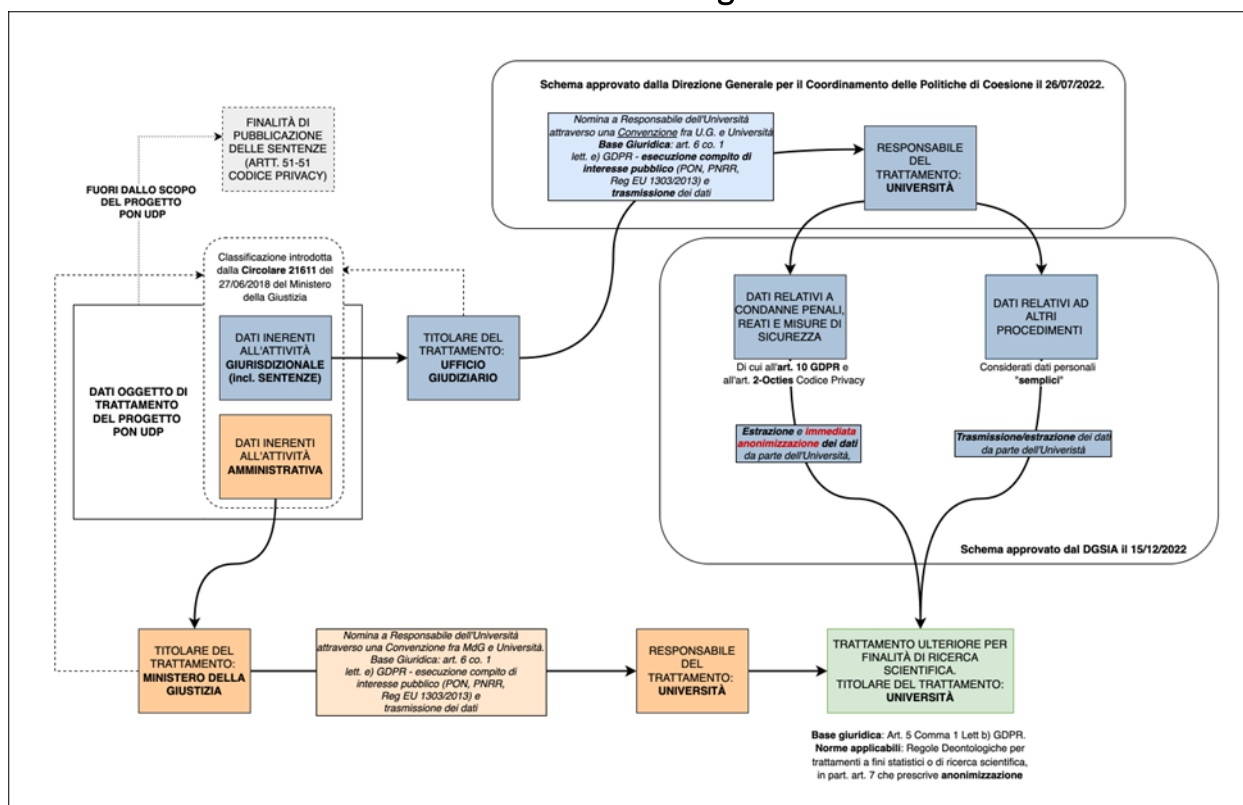 Schema approvato dalla Direzione Generale per il Coordinamento delle Politiche di Coesione il 26/07/2022.
FINALITÀ DI
PUBBLICAZIONE
DELLE SENTENZE
(ARTT. 51-51
CODICE PRIVACY)
Nomina a Responsabile dell'Università
attraverso una Convenzione fra U.G. e Università
Base Giuridica: art. 6 co. 1
lett. e) GDPR - esecuzione compito di
interesse pubblico (PON, PNRR,
Reg EU 1303/2013) e
trasmissione dei dati
RESPONSABILE
DEL
TRATTAMENTO:
UNIVERSITÀ
FUORI DALLO SCOPO
DEL PROGETTO
PON UDP
Classificazione introdotta
dalla Circolare 21611 del
27/06/2018 del Ministero
della Giustizia
DATI OGGETTO DI
TRATTAMENTO
DEL PROGETTO
PON UDP
DATI INERENTI
ALL'ATTIVITÀ
GIURISDIZIONALE
(incl. SENTENZE)
TITOLARE DEL
TRATTAMENTO:
UFFICIO
GIUDIZIARIO
DATI INERENTI
ALL'ATTIVITÀ
AMMINISTRATIVA
DATI RELATIVI A
CONDANNE PENALI,
REATI E MISURE DI
SICUREZZA
Di cui all'art. 10 GDPR e
all'art. 2-Octies Codice Privacy
Estrazione e immediata
anonimizzazione dei dati
da parte dell'Università,
DATI RELATIVI AD
ALTRI
PROCEDIMENTI
Considerati dati personali
"semplici"
Trasmissione/estrazione dei dati
da parte dell'Univeristà
Schema approvato dal DGSIA il 15/12/2022
TITOLARE DEL
TRATTAMENTO:
MINISTERO DELLA
GIUSTIZIA
Nomina a Responsabile dell'Università
attraverso una Convenzione fra MdG e Università.
Base Giuridica: art. 6 co. 1
lett. e) GDPR - esecuzione compito di
interesse pubblico (PON, PNRR,
Reg EU 1303/2013) e
trasmissione dei dati
RESPONSABILE
DEL
TRATTAMENTO:
UNIVERSITÀ
TRATTAMENTO ULTERIORE PER
FINALITÀ DI RICERCA
SCIENTIFICA.
TITOLARE DEL TRATTAMENTO:
UNIVERSITÀ
Base giuridica: Art. 5 Comma 1 Lett b) GDPR.
Norme applicabili: Regole Deontologiche per
trattamenti a fini statistici o di ricerca scientifica,
in part. art. 7 che prescrive anonimizzazione